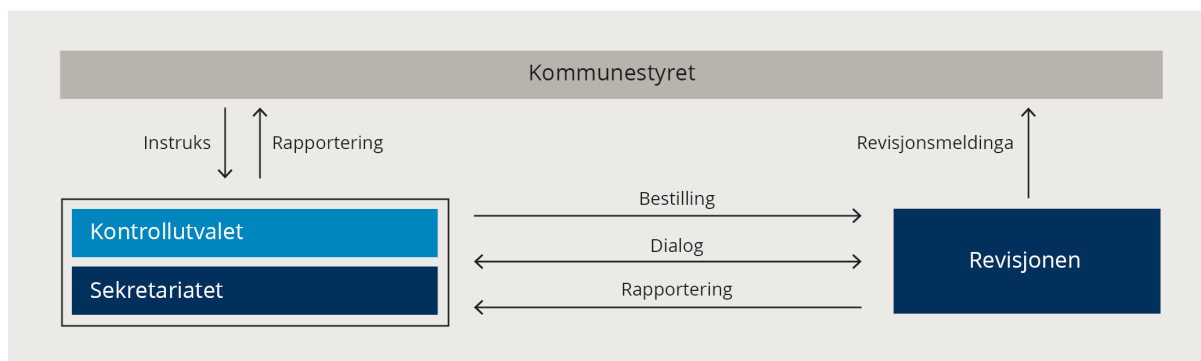 Kommunestyret
Instruks
Rapportering
Revisjonsmeldinga
Kontrollutvalet
Sekretariatet
Bestilling
Dialog
Rapportering
Revisjonen